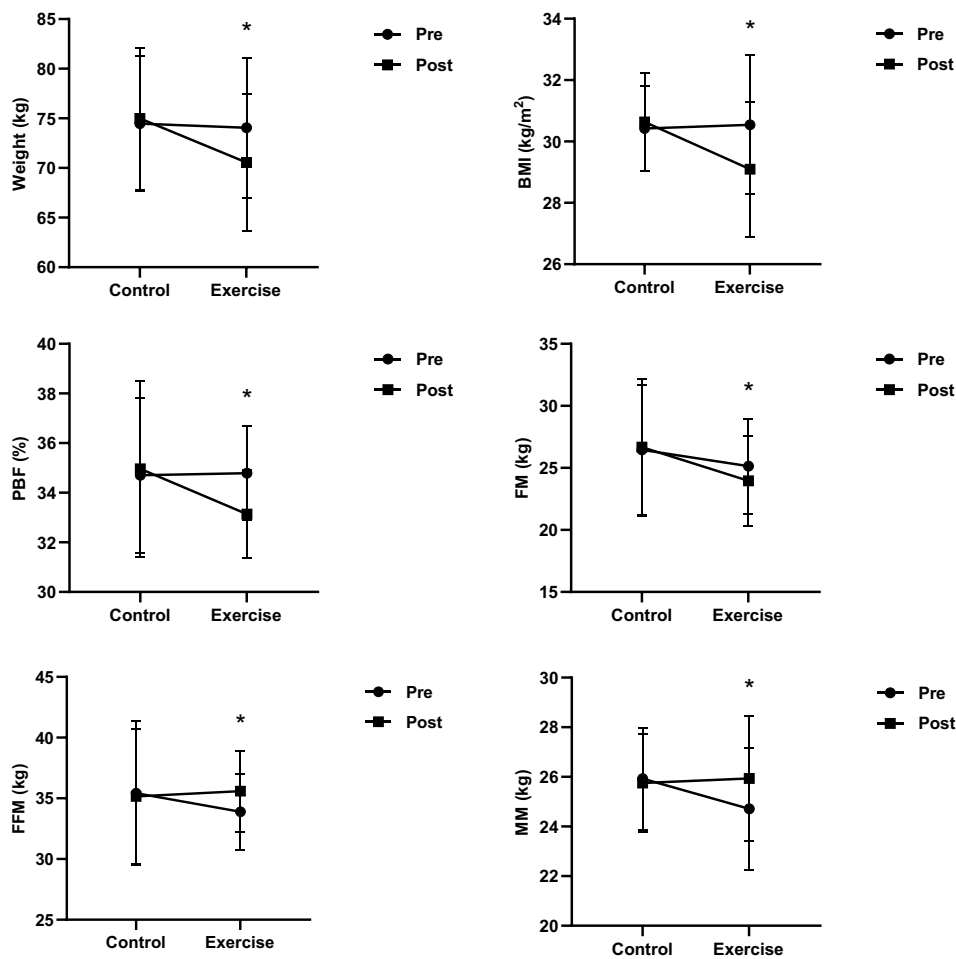 85
80
75
70
65
60
Weight (kg)
*
Control
Exercise
Pre
Post
34
32
30
28
26
BMI (kg/m²)
*
Control
Exercise
Pre
Post
40
38
36
34
32
30
PBF (%)
*
Control
Exercise
Pre
Post
35
30
25
20
15
FM (kg)
*
Control
Exercise
Pre
Post
45
40
35
30
25
FFM (kg)
*
Control
Exercise
Pre
Post
30
28
26
24
22
20
MM (kg)
*
Control
Exercise
Pre
Post